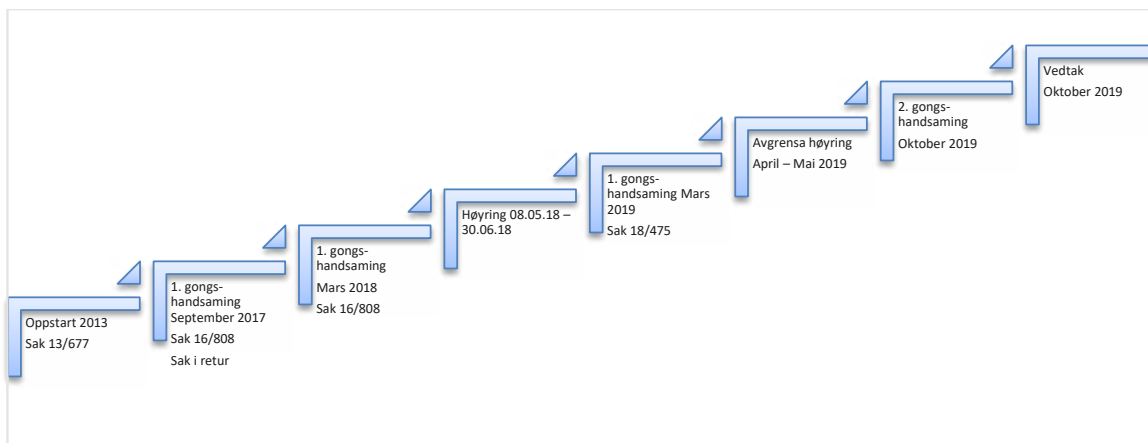 Oppstart 2013
Sak 13/677
1. gongs-
handsaming
September 2017
Sak 16/808
Sak i retur
1. gongs-
handsaming
Mars 2018
Sak 16/808
Høyring 08.05.18 –
30.06.18
1. gongs-
handsaming Mars
2019
Sak 18/475
Avgrensa høyring
April – Mai 2019
2. gongs-
handsaming
Oktober 2019
Vedtak
Oktober 2019